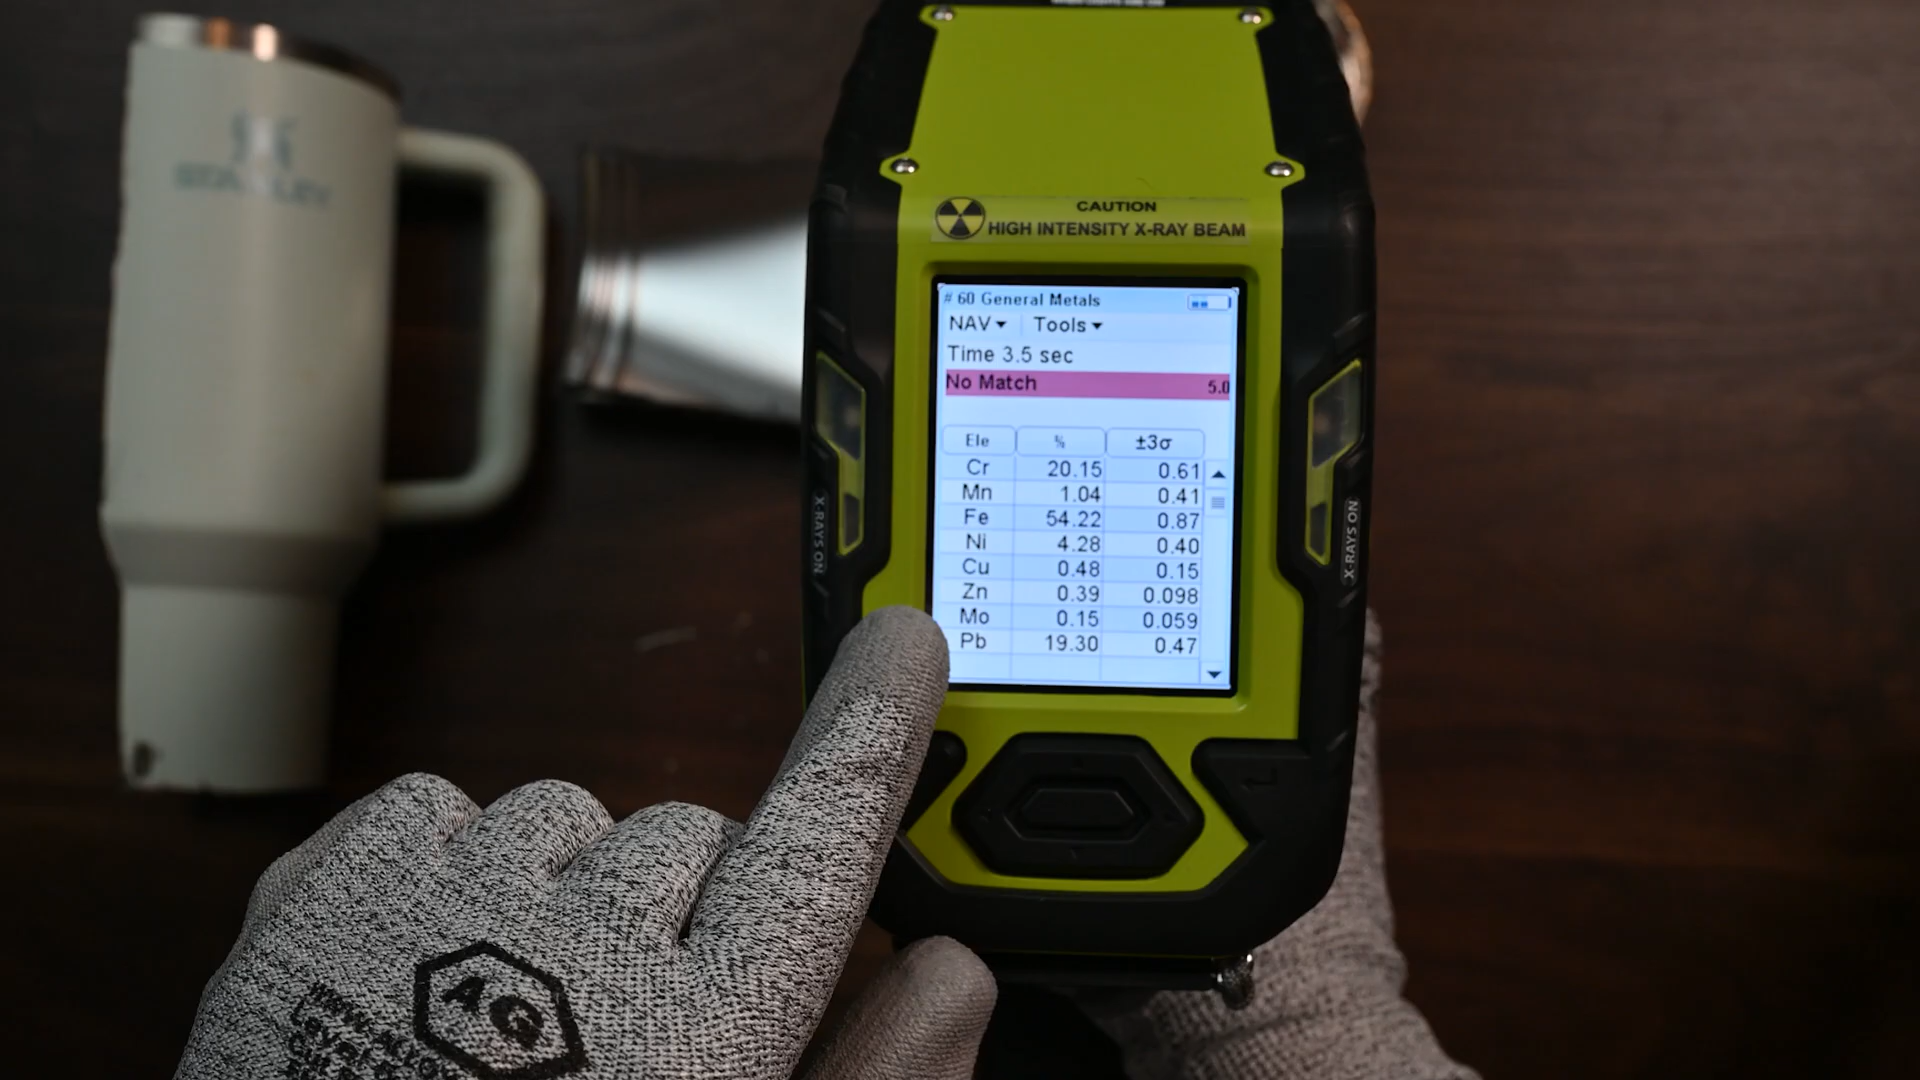 STANLEY
CAUTION
HIGH INTENSITY X-RAY BEAM
# 60 General Metals
NAV Tools
Time 3.5 sec
No Match 5.0
Ele % ±3σ
Cr 20.15 0.61
Mn 1.04 0.41
Fe 54.22 0.87
Ni 4.28 0.40
Cu 0.48 0.15
Zn 0.39 0.098
Mo 0.15 0.059
Pb 19.30 0.47
X-RAYS ON
X-RAYS ON
AG